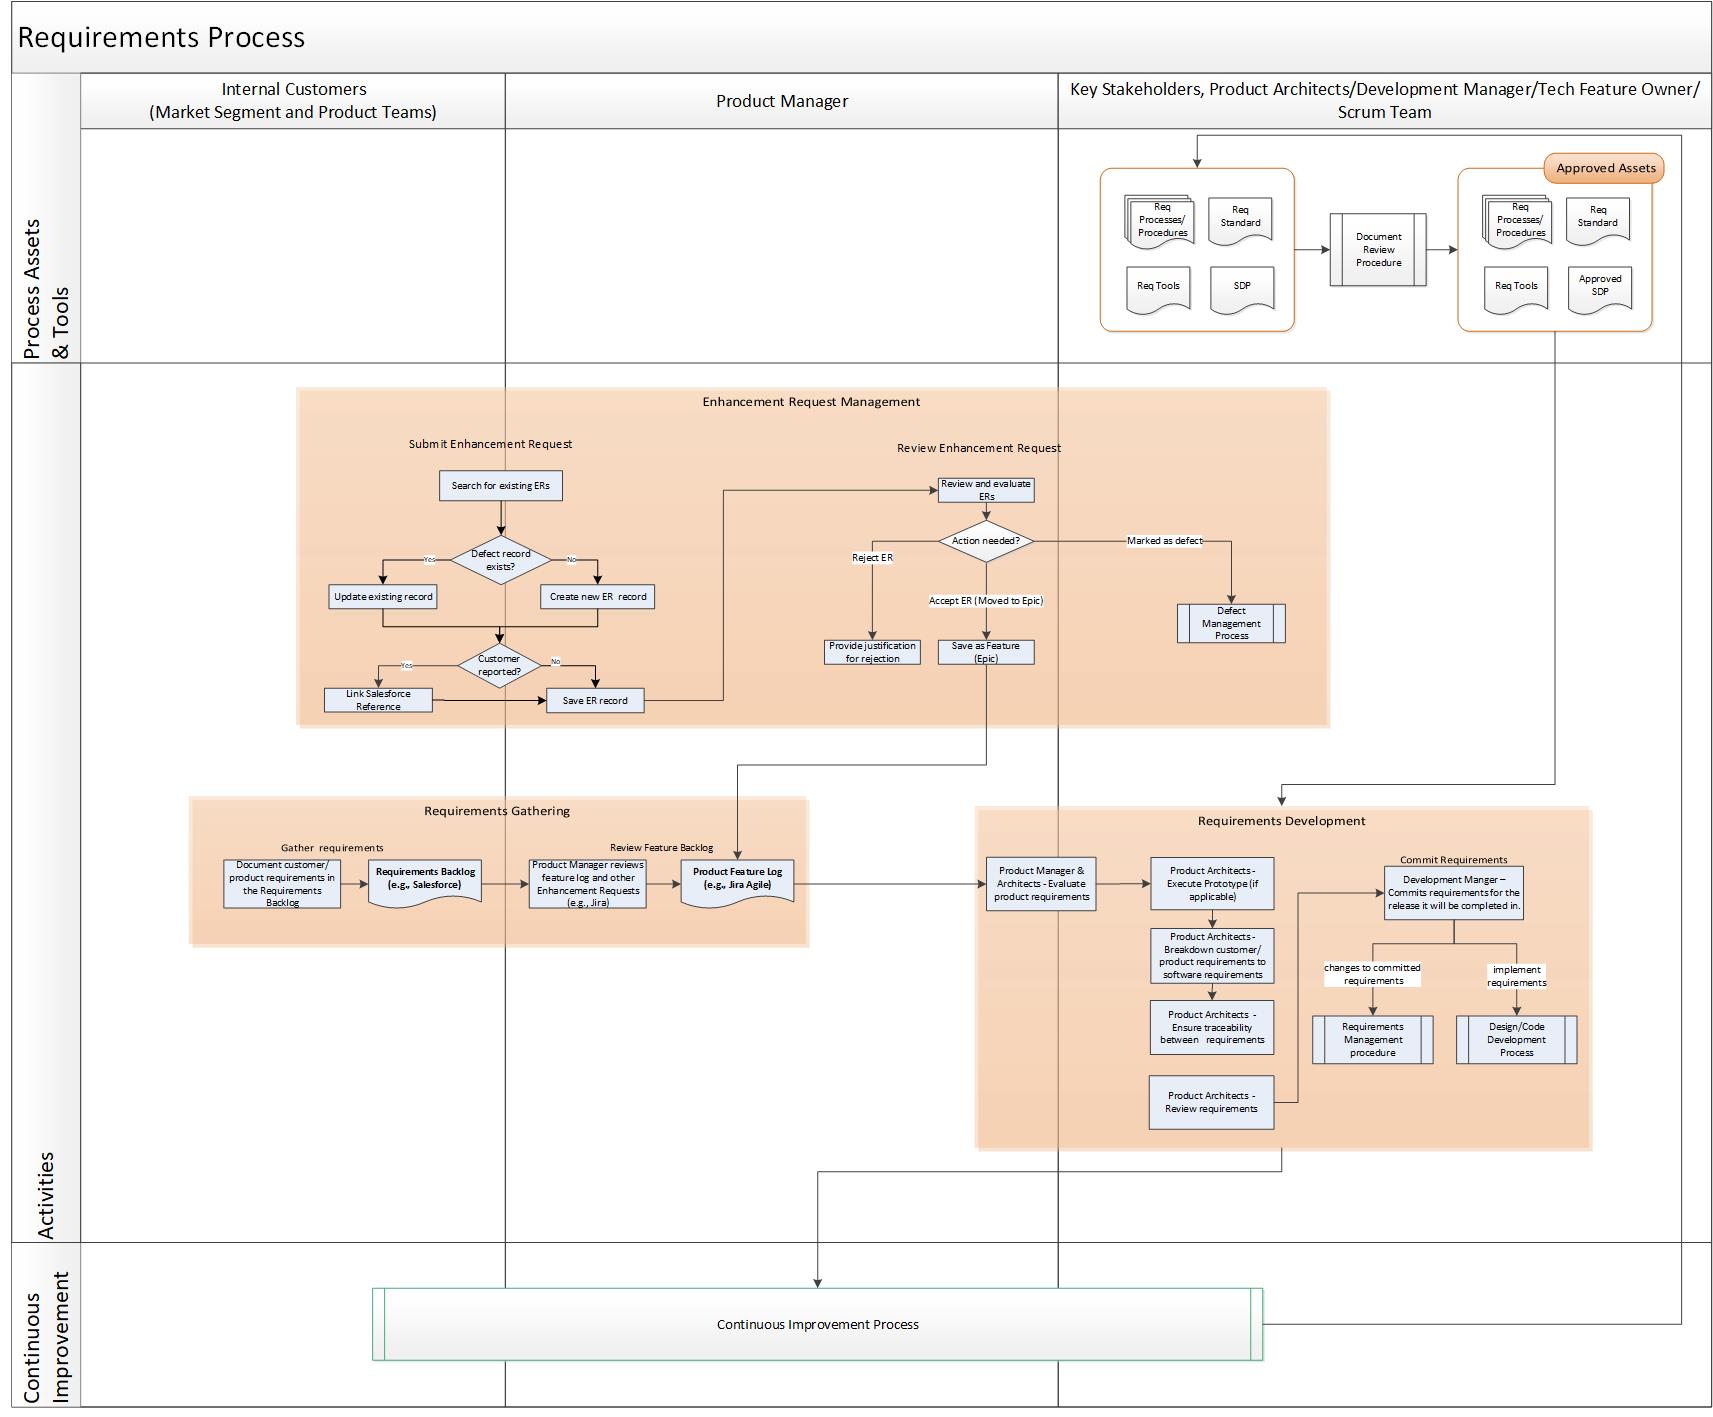 Requirements Process
Internal Customers
(Market Segment and Product Teams)
Product Manager
Key Stakeholders, Product Architects/Development Manager/Tech Feature Owner/
Scrum Team
Process Assets
& Tools
Approved Assets
Req
Processes/
Procedures
Req
Standard
Req Tools
SDP
Document
Review
Procedure
Req
Processes/
Procedures
Req
Standard
Req Tools
Approved
SDP
Activities
Enhancement Request Management
Submit Enhancement Request
Search for existing ERs
Defect record
exists?
Yes
No
Update existing record
Create new ER record
Customer
reported?
Yes
No
Link Salesforce
Reference
Save ER record
Review Enhancement Request
Review and evaluate
ERs
Action needed?
Reject ER
Marked as defect
Accept ER (Moved to Epic)
Provide justification
for rejection
Save as Feature
(Epic)
Defect
Management
Process
Requirements Gathering
Gather requirements
Document customer/
product requirements in
the Requirements
Backlog
Requirements Backlog
(e.g., Salesforce)
Review Feature Backlog
Product Manager reviews
feature log and other
Enhancement Requests
(e.g., Jira)
Product Feature Log
(e.g., Jira Agile)
Requirements Development
Product Manager &
Architects - Evaluate
product requirements
Product Architects -
Execute Prototype (if
applicable)
Product Architects -
Breakdown customer/
product requirements to
software requirements
Product Architects -
Ensure traceability
between requirements
Product Architects -
Review requirements
Commit Requirements
Development Manger –
Commits requirements for the
release it will be completed in.
changes to committed
requirements
implement
requirements
Requirements
Management
procedure
Design/Code
Development
Process
Continuous
Improvement
Continuous Improvement Process